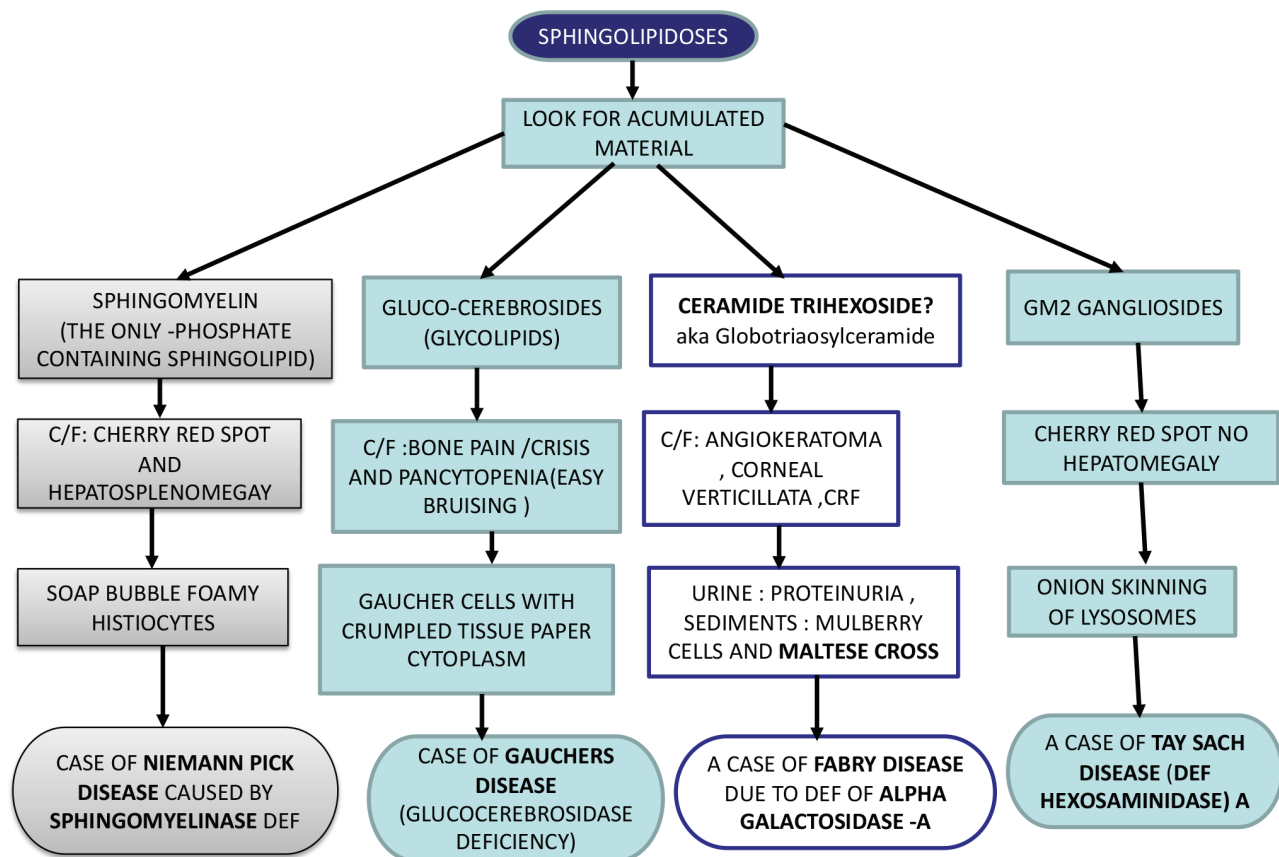 SPHINGOLIPIDOSES
LOOK FOR ACUMULATED
MATERIAL
SPHINGOMYELIN
(THE ONLY -PHOSPHATE
CONTAINING SPHINGOLIPID)
C/F: CHERRY RED SPOT
AND
HEPATOSPLENOMEGAY
SOAP BUBBLE FOAMY
HISTIOCYTES
CASE OF NIEMANN PICK
DISEASE CAUSED BY
SPHINGOMYELINASE DEF
GLUCO-CEREBROSIDES
(GLYCOLIPIDS)
C/F :BONE PAIN /CRISIS
AND PANCYTOPENIA(EASY
BRUISING )
GAUCHER CELLS WITH
CRUMPLED TISSUE PAPER
CYTOPLASM
CASE OF GAUCHERS
DISEASE
(GLUCOCEREBROSIDASE
DEFICIENCY)
CERAMIDE TRIHEXOSIDE?
aka Globotriaosylceramide
C/F: ANGIOKERATOMA
, CORNEAL
VERTICILLATA ,CRF
URINE : PROTEINURIA ,
SEDIMENTS : MULBERRY
CELLS AND MALTESE CROSS
A CASE OF FABRY DISEASE
DUE TO DEF OF ALPHA
GALACTOSIDASE -A
GM2 GANGLIOSIDES
CHERRY RED SPOT NO
HEPATOMEGALY
ONION SKINNING
OF LYSOSOMES
A CASE OF TAY SACH
DISEASE (DEF
HEXOSAMINIDASE) A